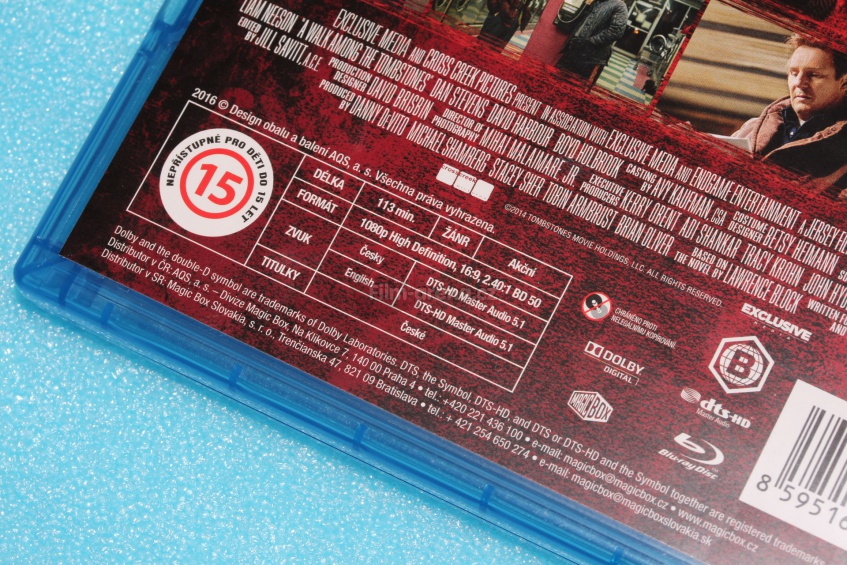 LIAM NEESON "A WALK AMONG THE TOMBSTONES" DAN STEVENS DAVID HARBOUR BOYD HOLBROOK
EXCLUSIVE MEDIA AND CROSS CREEK PICTURES PRESENT IN ASSOCIATION WITH EXCLUSIVE MEDIA AND ENDGAME ENTERTAINMENT A JERSEY
CASTING BY AVY KAUFMAN, CSA COSTUME DESIGNER BETSY HEIMANN
EDITED BY JILL SAVITT, A.C.E. PRODUCTION DESIGNER DAVID BRISBIN DIRECTOR OF PHOTOGRAPHY MIHAI MALAIMARE, JR. EXECUTIVE PRODUCERS KERRY OREN ADI SHANKAR
PRODUCED BY DANNY DeVITO MICHAEL SHAMBERG STACEY SHER TOBIN ARMBRUST BRIAN OLIVER BASED ON THE NOVEL BY LAWRENCE BLOCK
TRACY KROHN, JOHN
WRITTEN
©2014 TOMBSTONES MOVIE HOLDINGS, LLC. ALL RIGHTS RESERVED.
2016 © Design obalu a balení AQS, a. s. Všechna práva vyhrazena.
NEPŘÍSTUPNÉ PRO DĚTI DO 15 LET
15
DÉLKA 113 min. ŽÁNR Akční
FORMÁT 1080p High Definition, 16:9, 2.40:1 BD 50
ZVUK Český DTS-HD Master Audio 5.1
English DTS-HD Master Audio 5.1
TITULKY České
CHRÁNĚNO PROTI
NELEGÁLNÍMU KOPÍROVÁNÍ.
EXCLUSIVE
B
DOLBY
DIGITAL
MAGICBOX
dts-HD
Master Audio
Blu-ray Disc
Dolby and the double-D symbol are trademarks of Dolby Laboratories. DTS, the Symbol, DTS-HD, and DTS or DTS-HD and the Symbol together are registered trademarks
Distributor v ČR: AQS, a. s. – Divize Magic Box, Na Klikovce 7, 140 00 Praha 4 • tel.: +420 221 436 100 • e-mail: magicbox@magicbox.cz • www.magicbox.cz
Distributor v SR: Magic Box Slovakia, s. r. o., Trenčianska 47, 821 09 Bratislava • tel.: +421 254 650 274 • e-mail: magicbox@magicboxslovakia.sk
8 59516